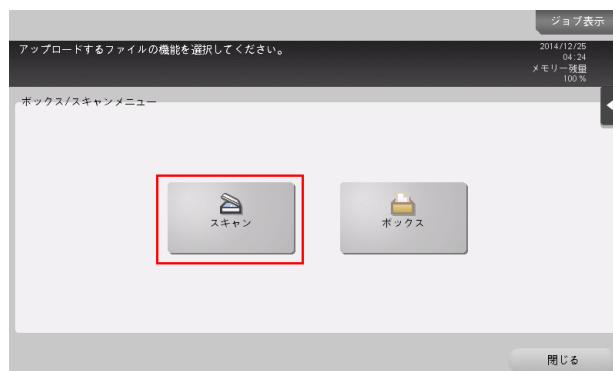 ジョブ表示
アップロードするファイルの機能を選択してください。
2014/12/25
04:24
メモリー残量
100 %
ボックス/スキャンメニュー
スキャン
ボックス
閉じる